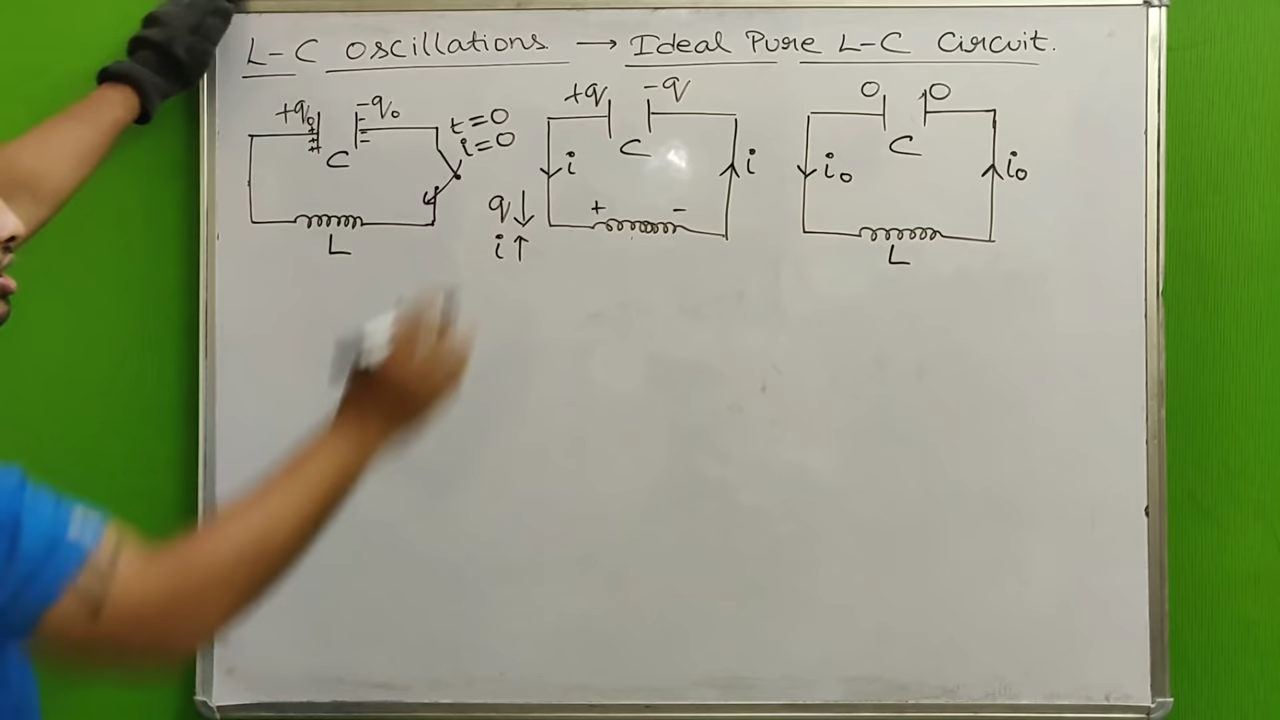 L-C Oscillations → Ideal Pure L-C Circuit.
+q₀ -q₀
C
t=0
i=0
L
+q -q
C
i i
q↓
i↑
+ -
0 0
C
i₀ i₀
L